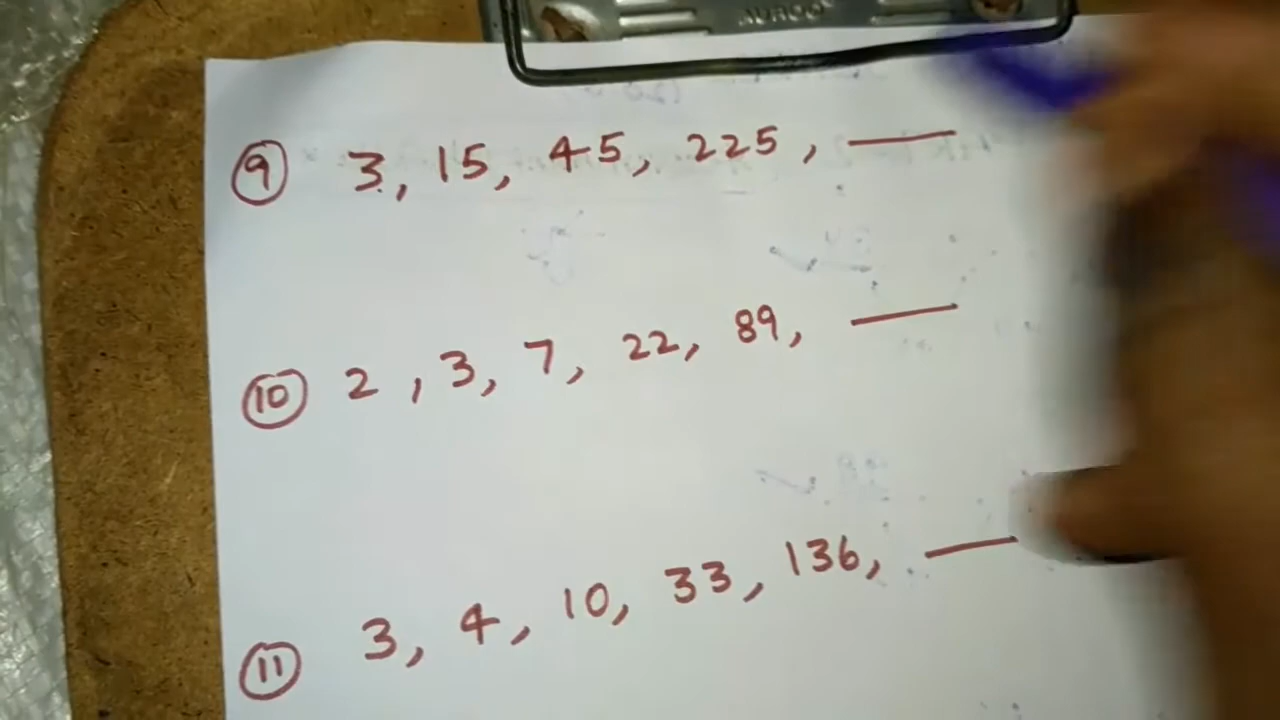 ⑨ 3, 15, 45, 225, ___
⑩ 2, 3, 7, 22, 89, ___
⑪ 3, 4, 10, 33, 136, ___